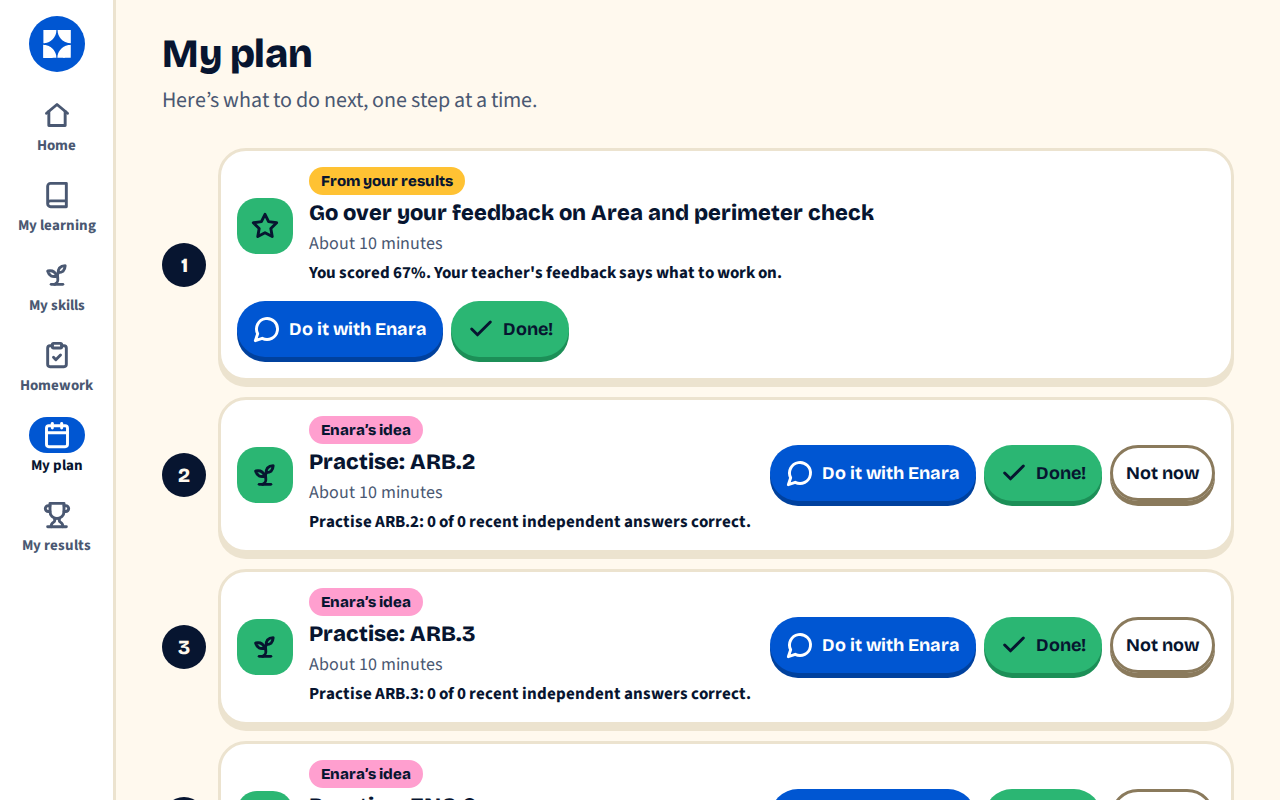 My plan
Here’s what to do next, one step at a time.
Home
My learning
My skills
Homework
My plan
My results
1
From your results
Go over your feedback on Area and perimeter check
About 10 minutes
You scored 67%. Your teacher's feedback says what to work on.
Do it with Enara
Done!
2
Enara’s idea
Practise: ARB.2
About 10 minutes
Practise ARB.2: 0 of 0 recent independent answers correct.
Do it with Enara
Done!
Not now
3
Enara’s idea
Practise: ARB.3
About 10 minutes
Practise ARB.3: 0 of 0 recent independent answers correct.
Do it with Enara
Done!
Not now
Enara’s idea